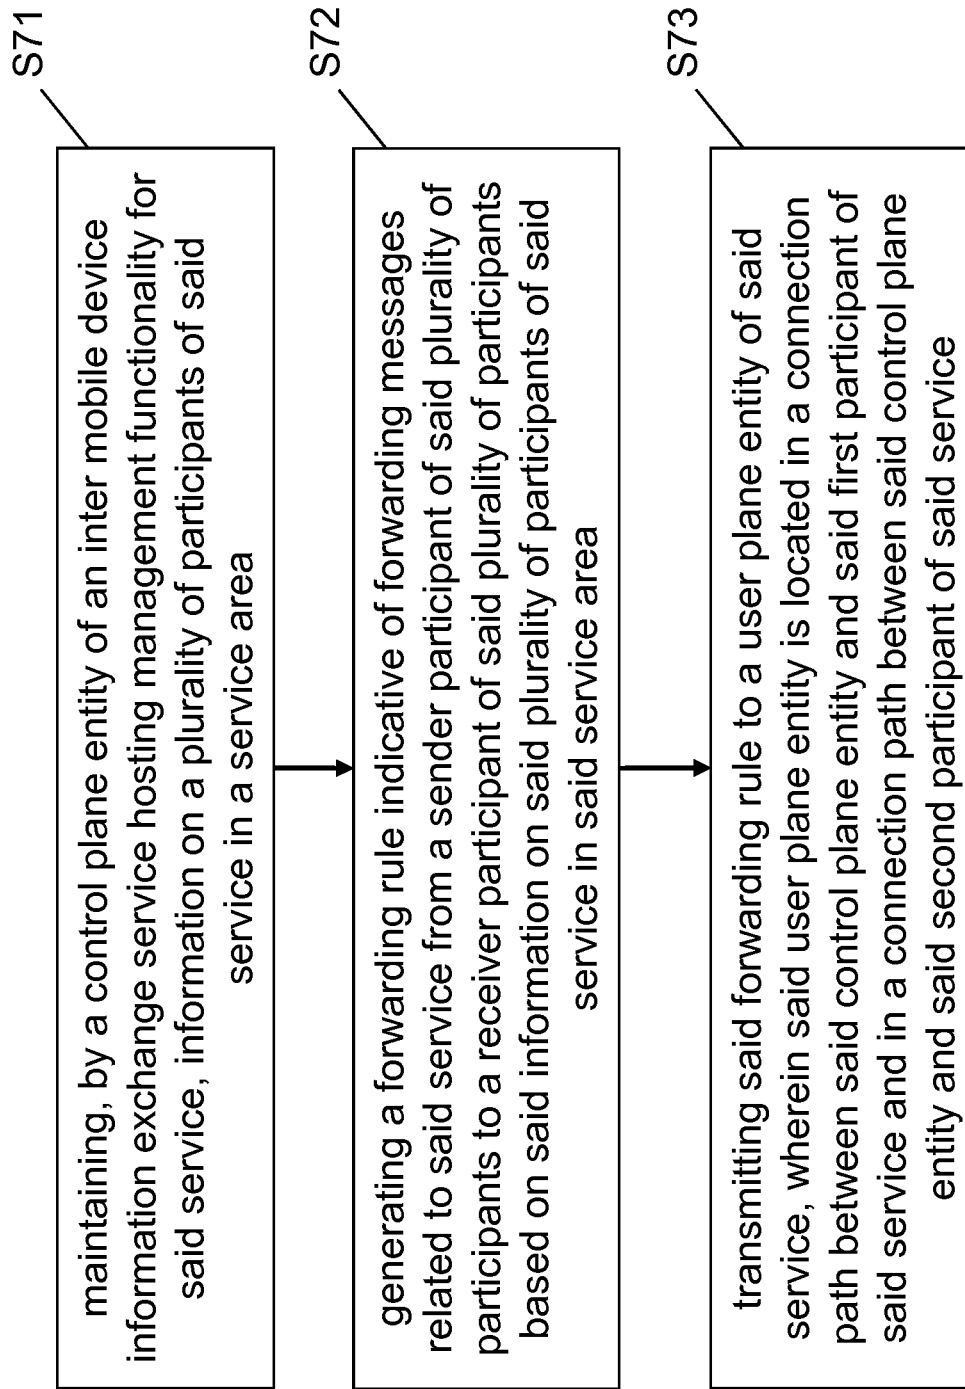 S71
maintaining, by a control plane entity of an inter mobile device
information exchange service hosting management functionality for
said service, information on a plurality of participants of said
service in a service area
S72
generating a forwarding rule indicative of forwarding messages
related to said service from a sender participant of said plurality of
participants to a receiver participant of said plurality of participants
based on said information on said plurality of participants of said
service in said service area
S73
transmitting said forwarding rule to a user plane entity of said
service, wherein said user plane entity is located in a connection
path between said control plane entity and said first participant of
said service and in a connection path between said control plane
entity and said second participant of said service